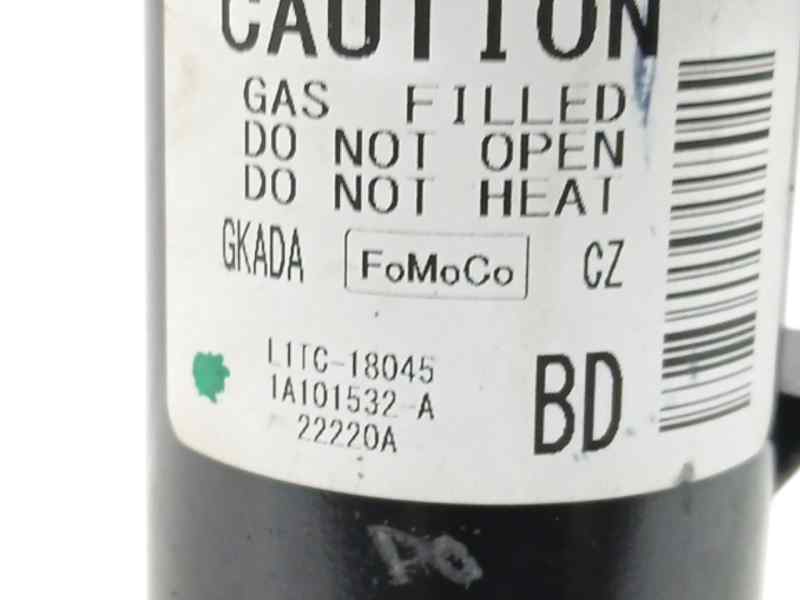 CAUTION
GAS FILLED
DO NOT OPEN
DO NOT HEAT
GKADA FoMoCo CZ
L1TC-18045
1A101532-A
22220A
BD